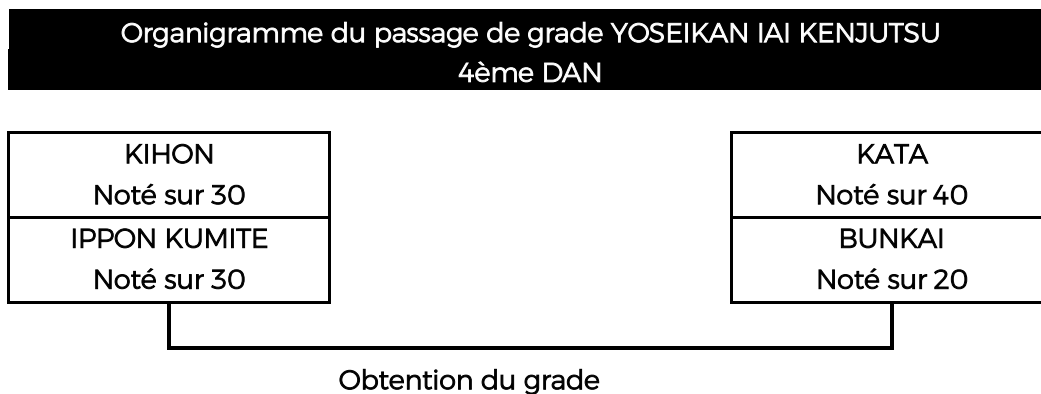 Organigramme du passage de grade YOSEIKAN IAI KENJUTSU
4ème DAN
KIHON
Noté sur 30
IPPON KUMITE
Noté sur 30
KATA
Noté sur 40
BUNKAI
Noté sur 20
Obtention du grade